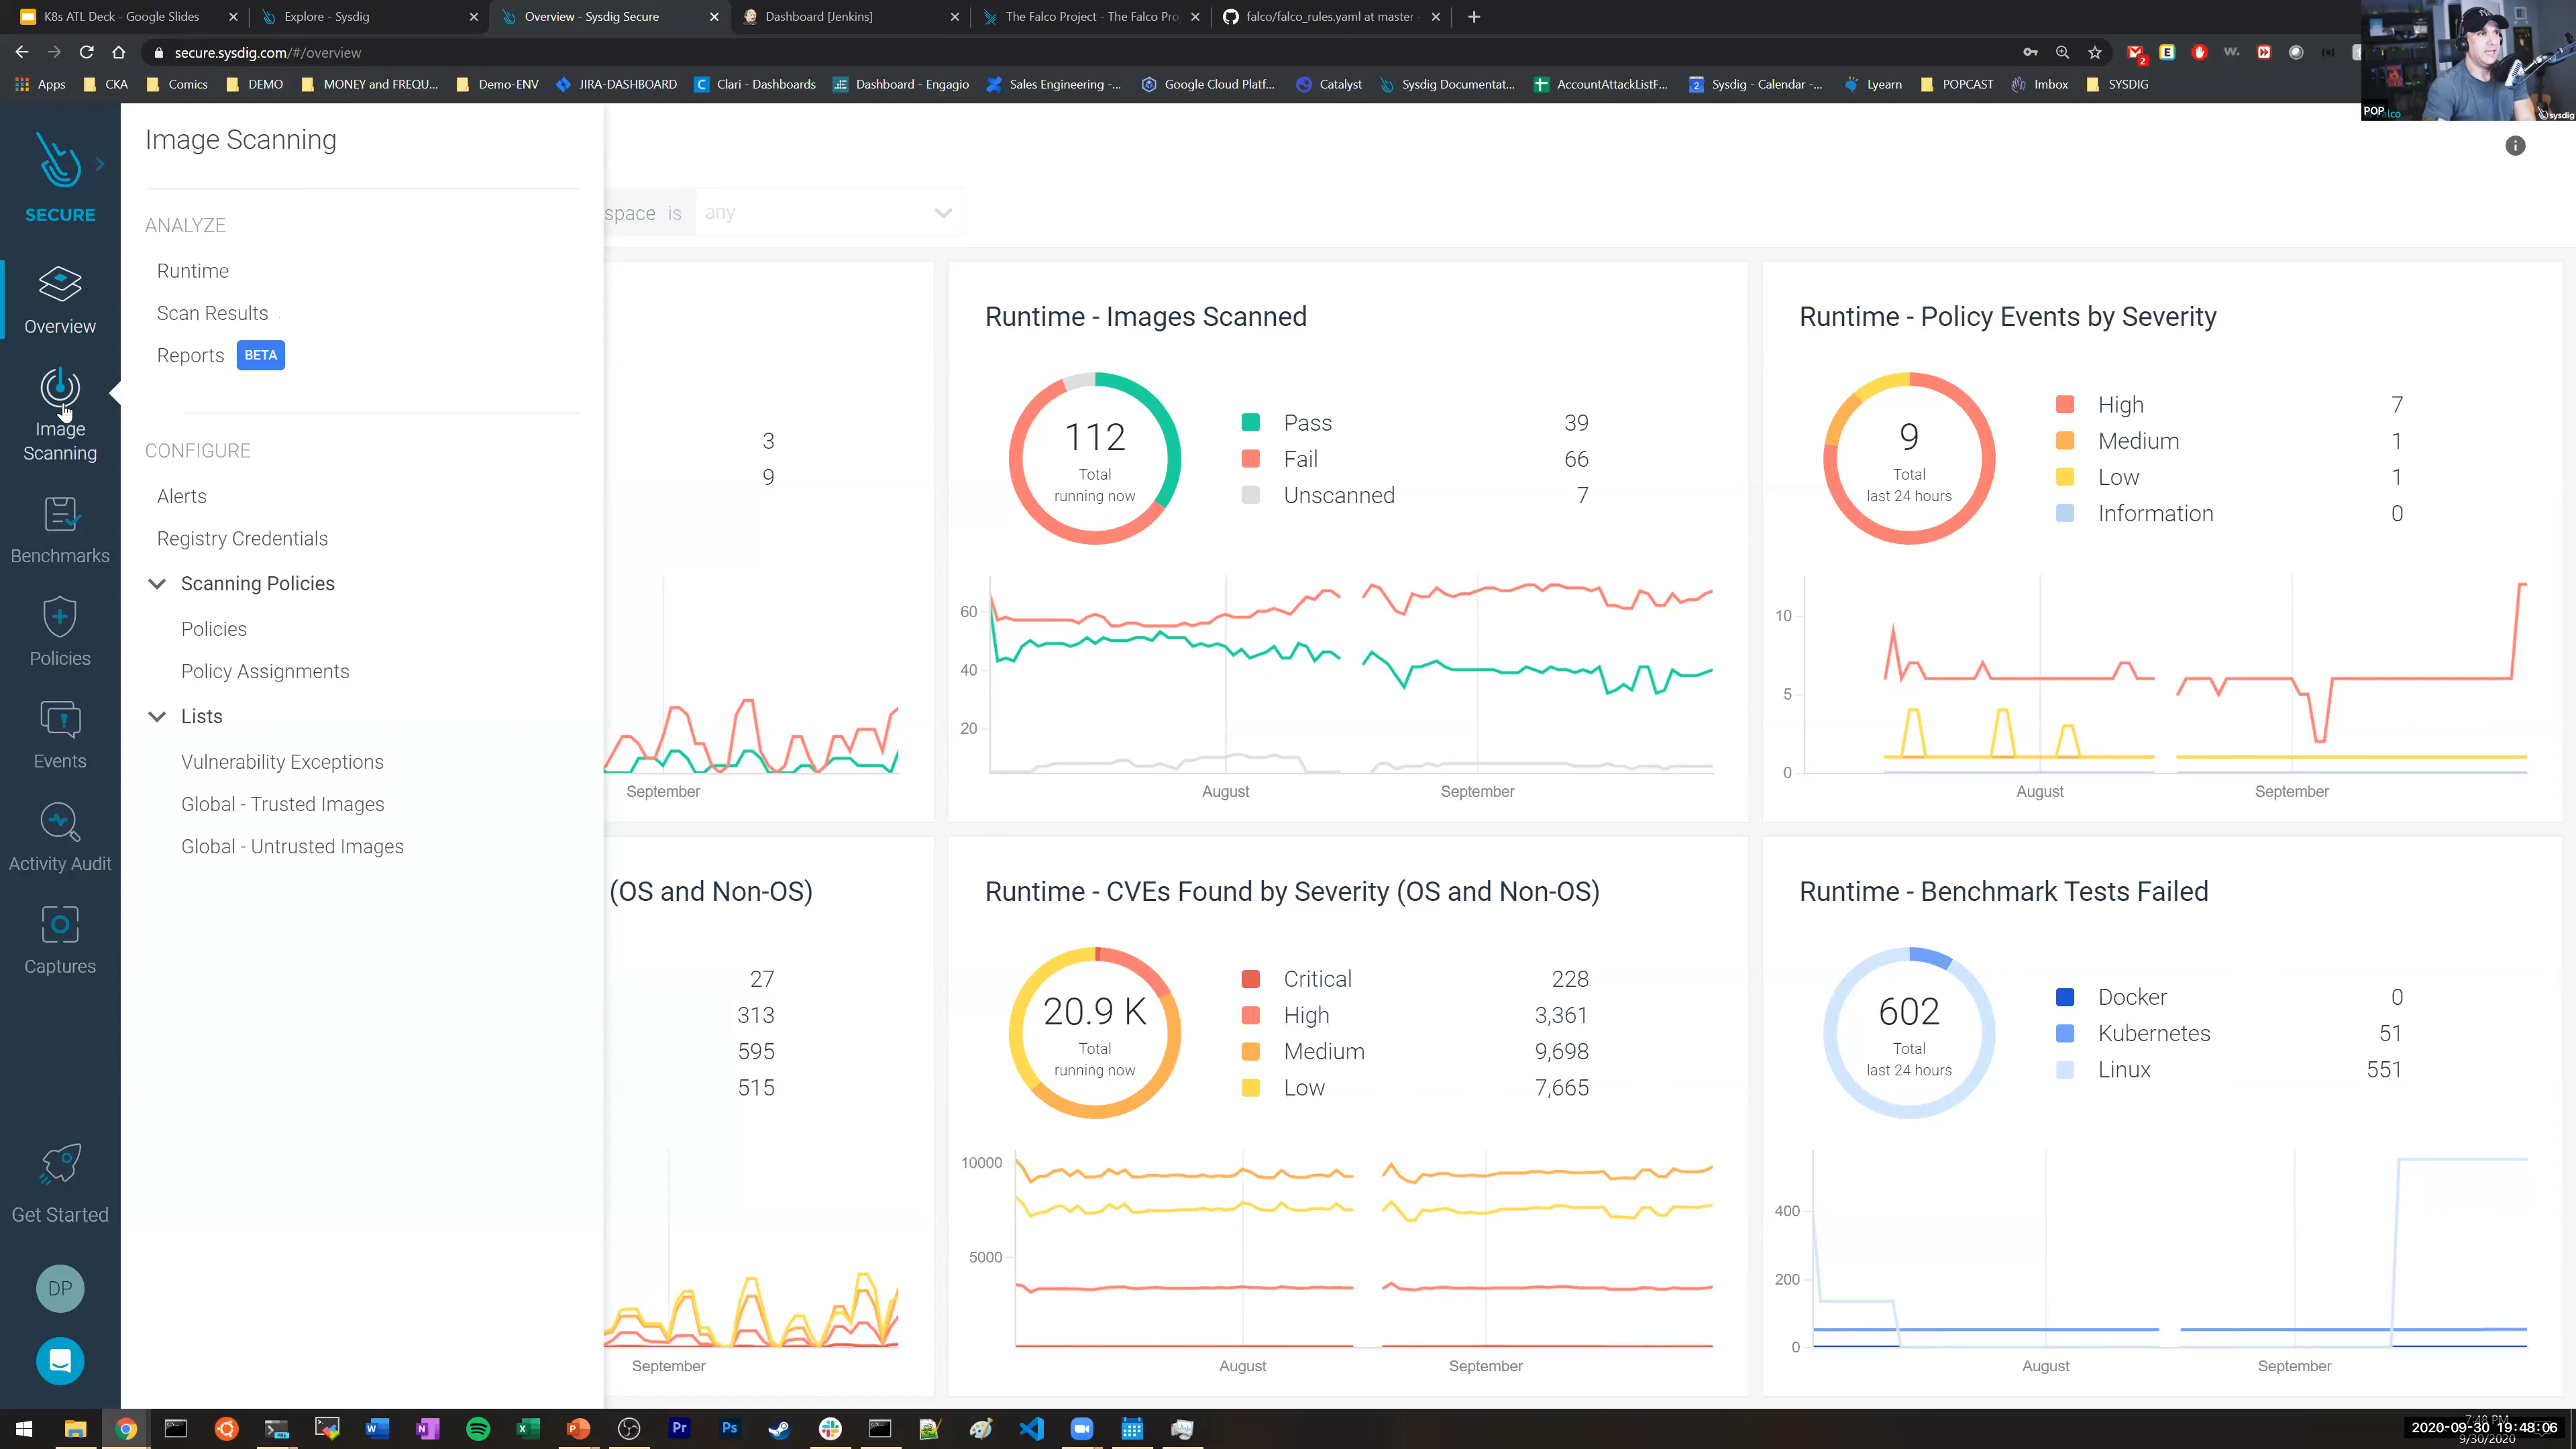 K8s ATL Deck - Google Slides
Explore - Sysdig
Overview - Sysdig Secure
Dashboard [Jenkins]
The Falco Project - The Falco Pro
falco/falco_rules.yaml at master
secure.sysdig.com/#/overview
Apps
CKA
Comics
DEMO
MONEY and FREQU...
Demo-ENV
JIRA-DASHBOARD
Clari - Dashboards
Dashboard - Engagio
Sales Engineering -...
Google Cloud Platf...
Catalyst
Sysdig Documentat...
AccountAttackListF...
Sysdig - Calendar -...
Lyearn
POPCAST
Imbox
SYSDIG
POP
sysdig
SECURE
Overview
Image
Scanning
Benchmarks
Policies
Events
Activity Audit
Captures
Get Started
DP
Image Scanning
ANALYZE
Runtime
Scan Results
Reports BETA
CONFIGURE
Alerts
Registry Credentials
Scanning Policies
Policies
Policy Assignments
Lists
Vulnerability Exceptions
Global - Trusted Images
Global - Untrusted Images
space is any
3
9
September
Runtime - Images Scanned
112
Total
running now
Pass 39
Fail 66
Unscanned 7
60
40
20
August September
Runtime - Policy Events by Severity
9
Total
last 24 hours
High 7
Medium 1
Low 1
Information 0
10
5
0
August September
(OS and Non-OS)
27
313
595
515
September
Runtime - CVEs Found by Severity (OS and Non-OS)
20.9 K
Total
running now
Critical 228
High 3,361
Medium 9,698
Low 7,665
10000
5000
August September
Runtime - Benchmark Tests Failed
602
Total
last 24 hours
Docker 0
Kubernetes 51
Linux 551
400
200
0
August September
7:48 PM
2020-09-30 19:48:06
9/30/2020